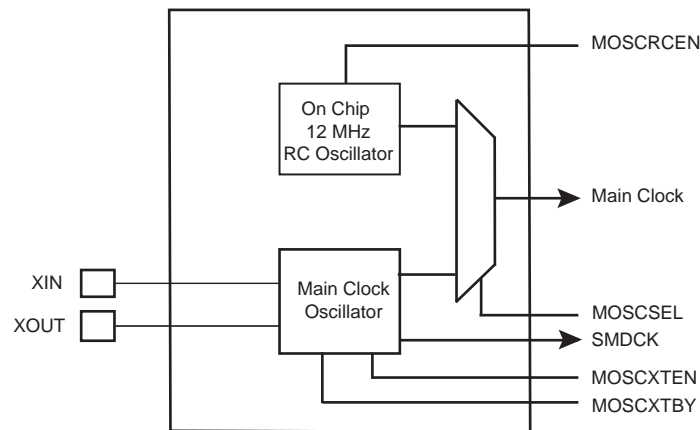 MOSCRCEN
On Chip
12 MHz
RC Oscillator
Main Clock
XIN
Main Clock
Oscillator
XOUT
MOSCSEL
SMDCK
MOSCXTEN
MOSCXTBY